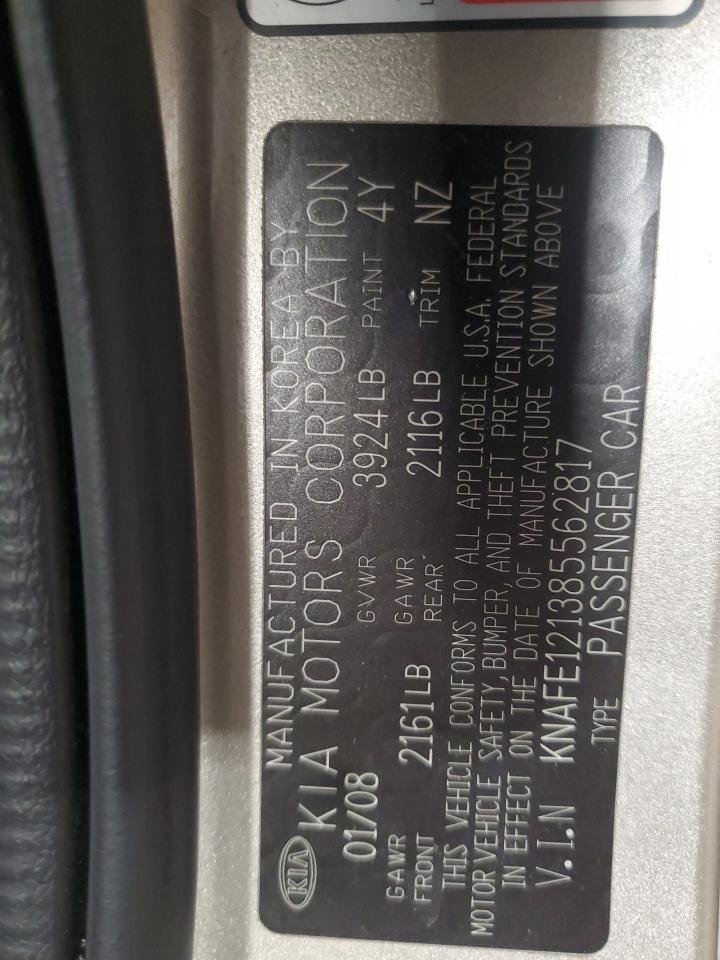 KIA
MANUFACTURED IN KOREA BY
KIA MOTORS CORPORATION
01/08 GVWR 3924LB PAINT 4Y
GAWR FRONT 2161LB GAWR REAR 2116LB TRIM NZ
THIS VEHICLE CONFORMS TO ALL APPLICABLE U.S.A. FEDERAL
MOTOR VEHICLE SAFETY, BUMPER, AND THEFT PREVENTION STANDARDS
IN EFFECT ON THE DATE OF MANUFACTURE SHOWN ABOVE
V.I.N KNAFE121385562817
TYPE PASSENGER CAR